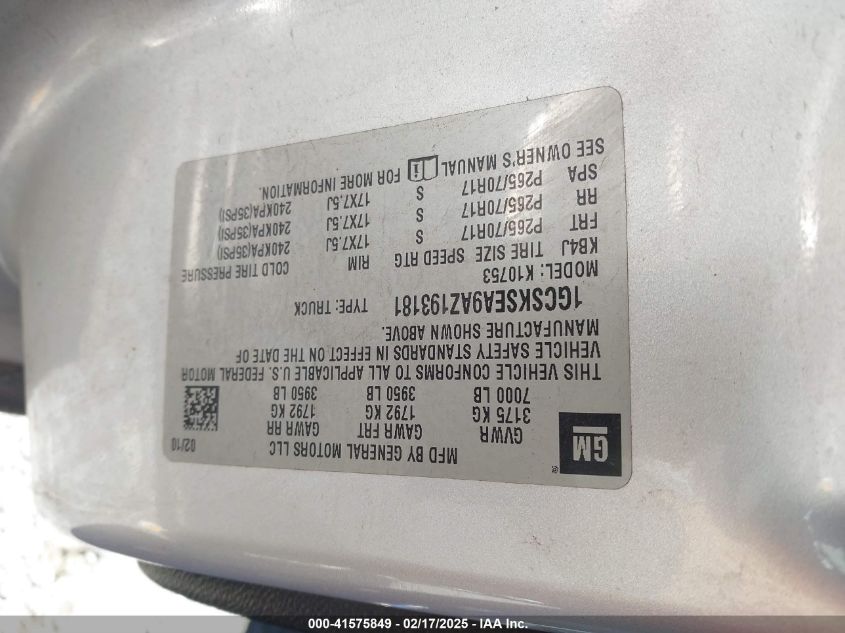 GM
MFD BY GENERAL MOTORS LLC 02/10
GVWR GAWR FRT GAWR RR
3175 KG 1792 KG 1792 KG
7000 LB 3950 LB 3950 LB
THIS VEHICLE CONFORMS TO ALL APPLICABLE U.S. FEDERAL MOTOR
VEHICLE SAFETY STANDARDS IN EFFECT ON THE DATE OF
MANUFACTURE SHOWN ABOVE.
1GCSKSEA9AZ193181 TYPE: TRUCK
MODEL: K10753
KB4J TIRE SIZE SPEED RTG RIM COLD TIRE PRESSURE
FRT P265/70R17 S 17X7.5J 240KPA(35PSI)
RR P265/70R17 S 17X7.5J 240KPA(35PSI)
SPA P265/70R17 S 17X7.5J 240KPA(35PSI)
SEE OWNER'S MANUAL FOR MORE INFORMATION.
000-41575849 — 02/17/2025 — IAA Inc.